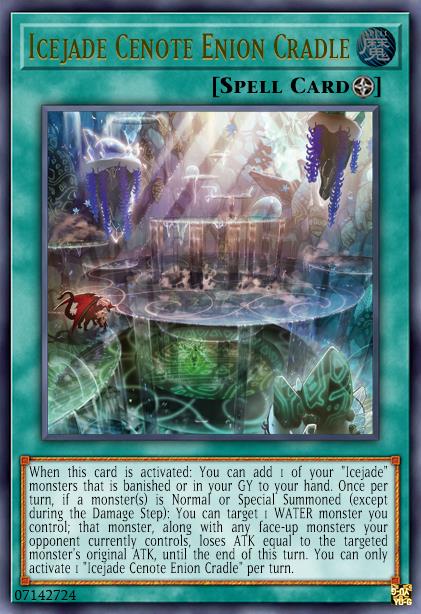 ICEJADE CENOTE ENION CRADLE
魔
[SPELL CARD]
When this card is activated: You can add 1 of your "Icejade"
monsters that is banished or in your GY to your hand. Once per
turn, if a monster(s) is Normal or Special Summoned (except
during the Damage Step): You can target 1 WATER monster you
control; that monster, along with any face-up monsters your
opponent currently controls, loses ATK equal to the targeted
monster's original ATK, until the end of this turn. You can only
activate 1 "Icejade Cenote Enion Cradle" per turn.
07142724